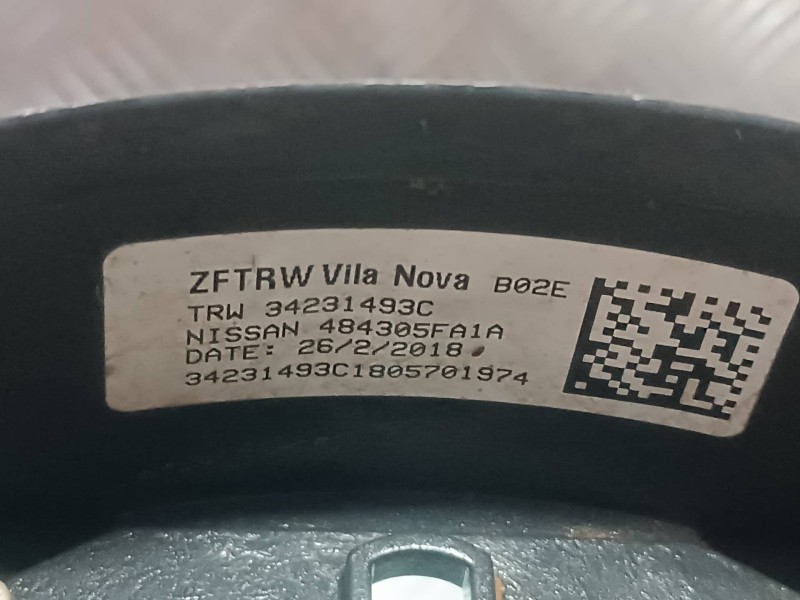 ZFTRW Vila Nova B02E
TRW 34231493C
NISSAN 484305FA1A
DATE: 26/2/2018
34231493C1805701974